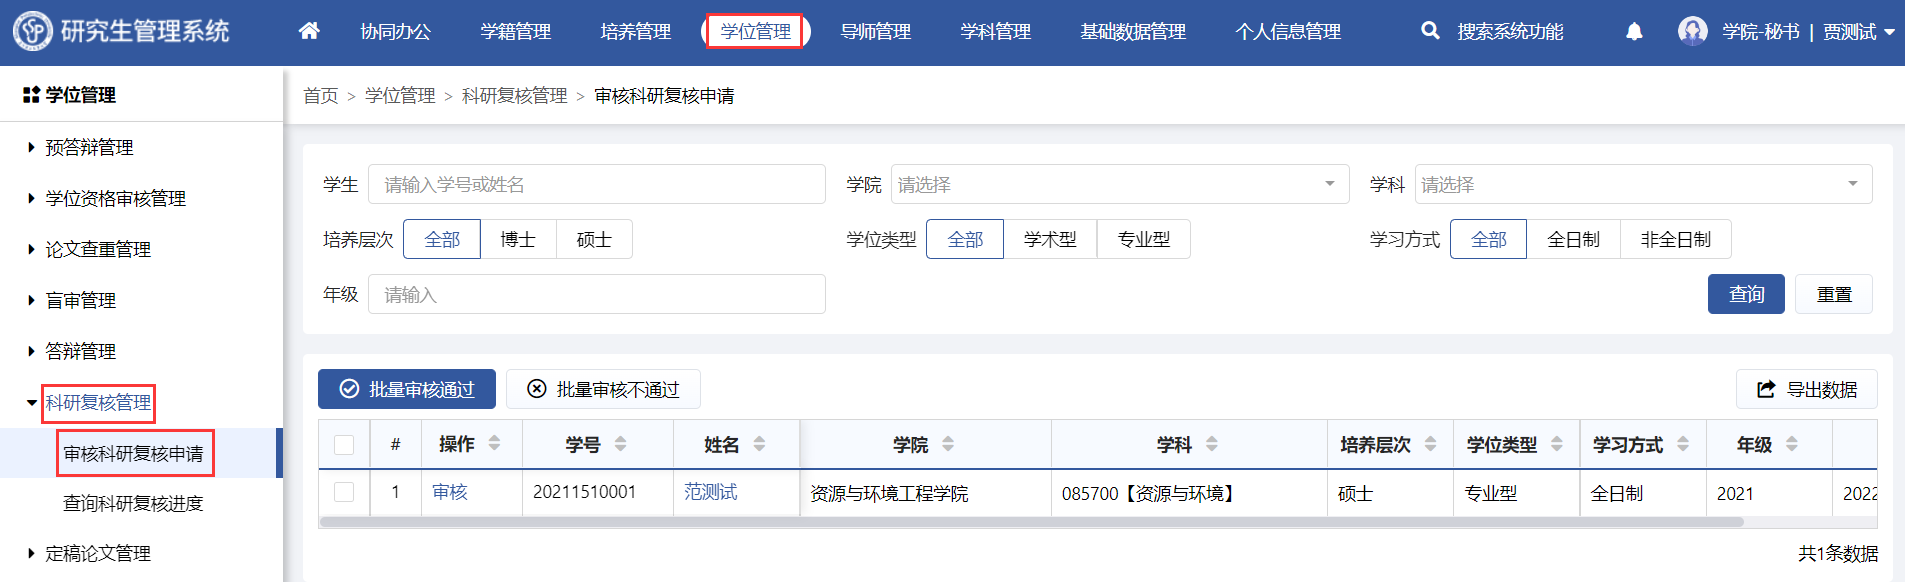 研究生管理系统 协同办公 学籍管理 培养管理 学位管理 导师管理 学科管理 基础数据管理 个人信息管理 搜索系统功能 学院-秘书 | 贾测试
学位管理
预答辩管理
学位资格审核管理
论文查重管理
盲审管理
答辩管理
科研复核管理
审核科研复核申请
查询科研复核进度
定稿论文管理
首页 > 学位管理 > 科研复核管理 > 审核科研复核申请
学生 请输入学号或姓名 学院 请选择 学科 请选择
培养层次 全部 博士 硕士 学位类型 全部 学术型 专业型 学习方式 全部 全日制 非全日制
年级 请输入 查询 重置
批量审核通过 批量审核不通过 导出数据
# 操作 学号 姓名 学院 学科 培养层次 学位类型 学习方式 年级
1 审核 20211510001 范测试 资源与环境工程学院 085700【资源与环境】 硕士 专业型 全日制 2021 2022
共1条数据